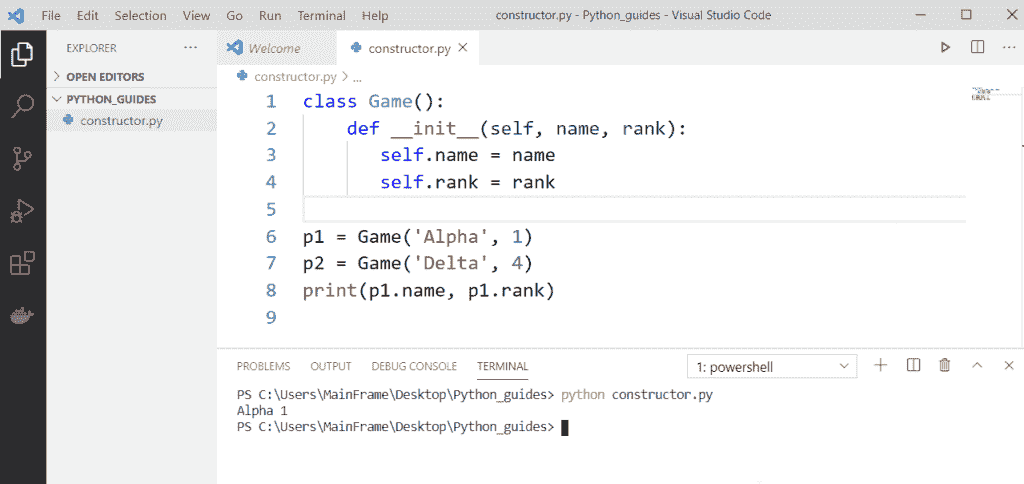 File Edit Selection View Go Run Terminal Help constructor.py - Python_guides - Visual Studio Code
EXPLORER
OPEN EDITORS
PYTHON_GUIDES
constructor.py
Welcome constructor.py
constructor.py > ...
1 class Game():
2     def __init__(self, name, rank):
3        self.name = name
4        self.rank = rank
5
6 p1 = Game('Alpha', 1)
7 p2 = Game('Delta', 4)
8 print(p1.name, p1.rank)
9
PROBLEMS OUTPUT DEBUG CONSOLE TERMINAL 1: powershell
PS C:\Users\MainFrame\Desktop\Python_guides> python constructor.py
Alpha 1
PS C:\Users\MainFrame\Desktop\Python_guides>